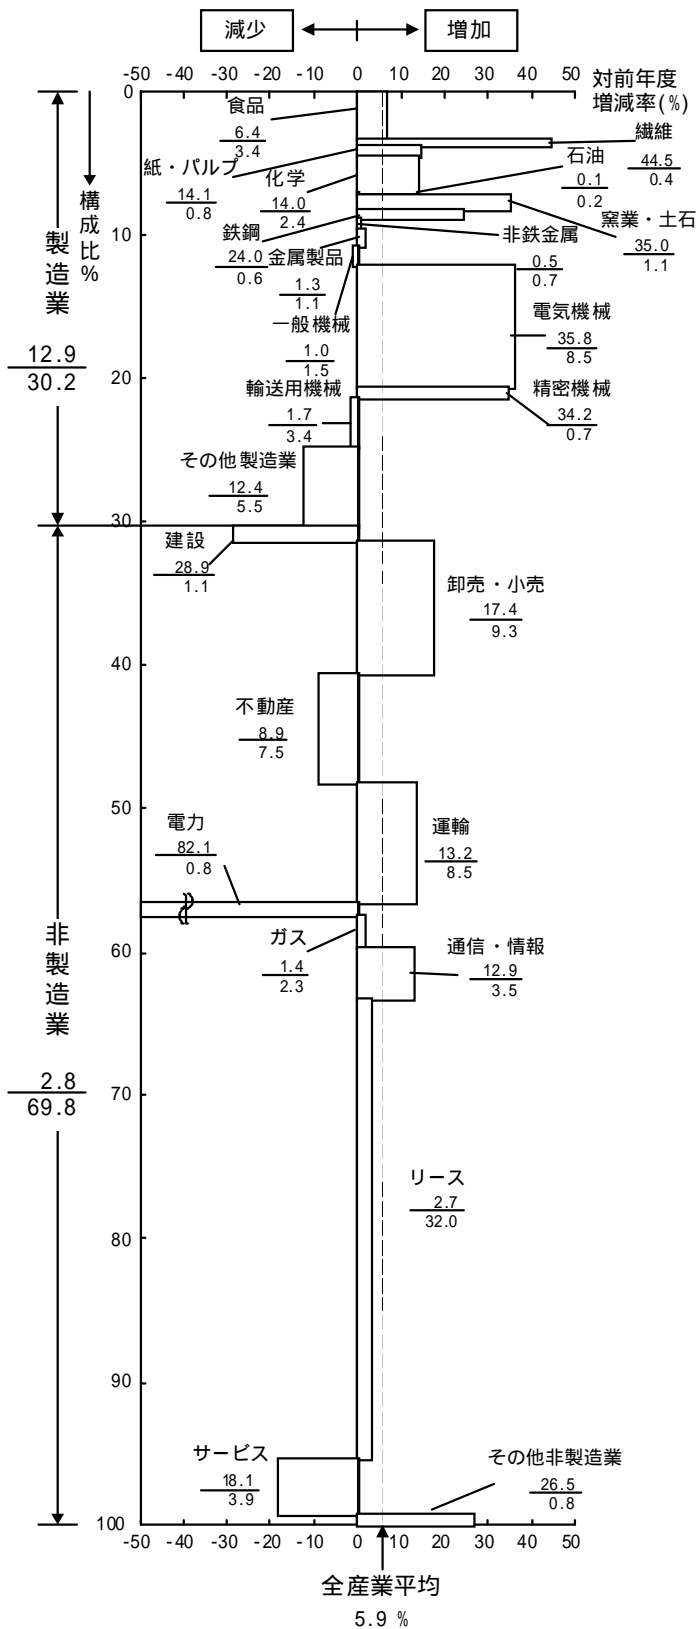 減少 増加
-50 -40 -30 -20 -10 0 10 20 30 40 50 対前年度
増減率(%)
構成比%
製造業
12.9
30.2
食品
6.4
3.4
繊維
44.5
0.4
紙・パルプ
14.1
0.8
化学
14.0
2.4
石油
0.1
0.2
窯業・土石
35.0
1.1
鉄鋼
24.0
0.6
非鉄金属
0.5
0.7
金属製品
1.3
1.1
一般機械
1.0
1.5
電気機械
35.8
8.5
輸送用機械
1.7
3.4
精密機械
34.2
0.7
その他製造業
12.4
5.5
非製造業
2.8
69.8
建設
28.9
1.1
卸売・小売
17.4
9.3
不動産
8.9
7.5
運輸
13.2
8.5
電力
82.1
0.8
ガス
1.4
2.3
通信・情報
12.9
3.5
リース
2.7
32.0
サービス
18.1
3.9
その他非製造業
26.5
0.8
0
10
20
30
40
50
60
70
80
90
100
-50 -40 -30 -20 -10 0 10 20 30 40 50
全産業平均
5.9 %